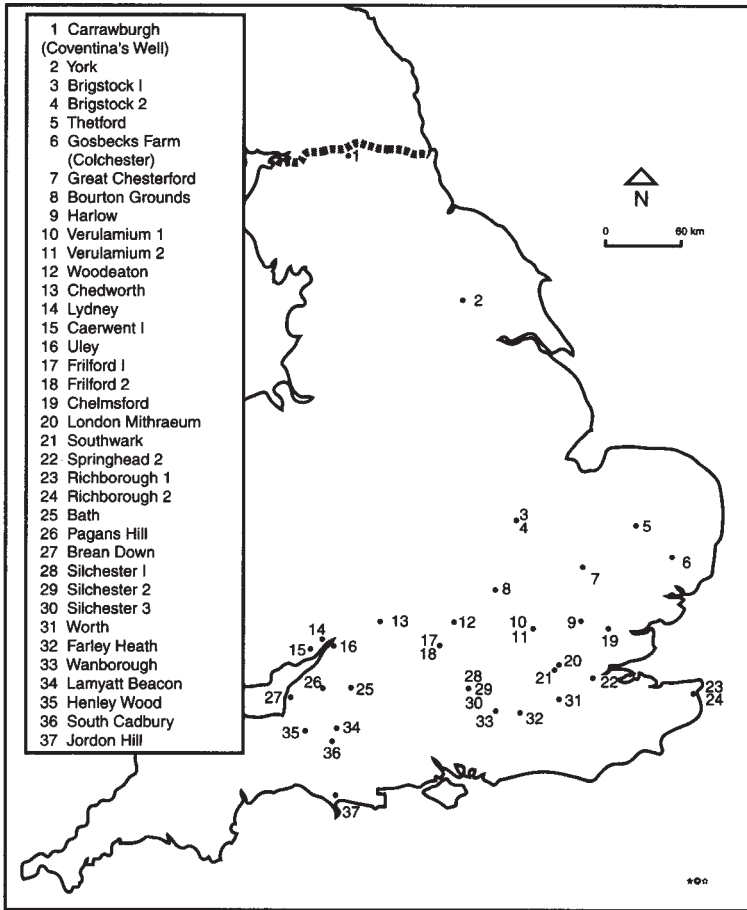 1 Carrawburgh
(Coventina's Well)
2 York
3 Brigstock I
4 Brigstock 2
5 Thetford
6 Gosbecks Farm
(Colchester)
7 Great Chesterford
8 Bourton Grounds
9 Harlow
10 Verulamium 1
11 Verulamium 2
12 Woodeaton
13 Chedworth
14 Lydney
15 Caerwent I
16 Uley
17 Frilford I
18 Frilford 2
19 Chelmsford
20 London Mithraeum
21 Southwark
22 Springhead 2
23 Richborough 1
24 Richborough 2
25 Bath
26 Pagans Hill
27 Brean Down
28 Silchester I
29 Silchester 2
30 Silchester 3
31 Worth
32 Farley Heath
33 Wanborough
34 Lamyatt Beacon
35 Henley Wood
36 South Cadbury
37 Jordon Hill
1
N
0 60 km
2
3
4
5
6
7
8
13
12
10
11
9
19
14
15
16
17
18
20
21
22
23
24
26
25
27
28
29
30
31
33
32
35
34
36
37